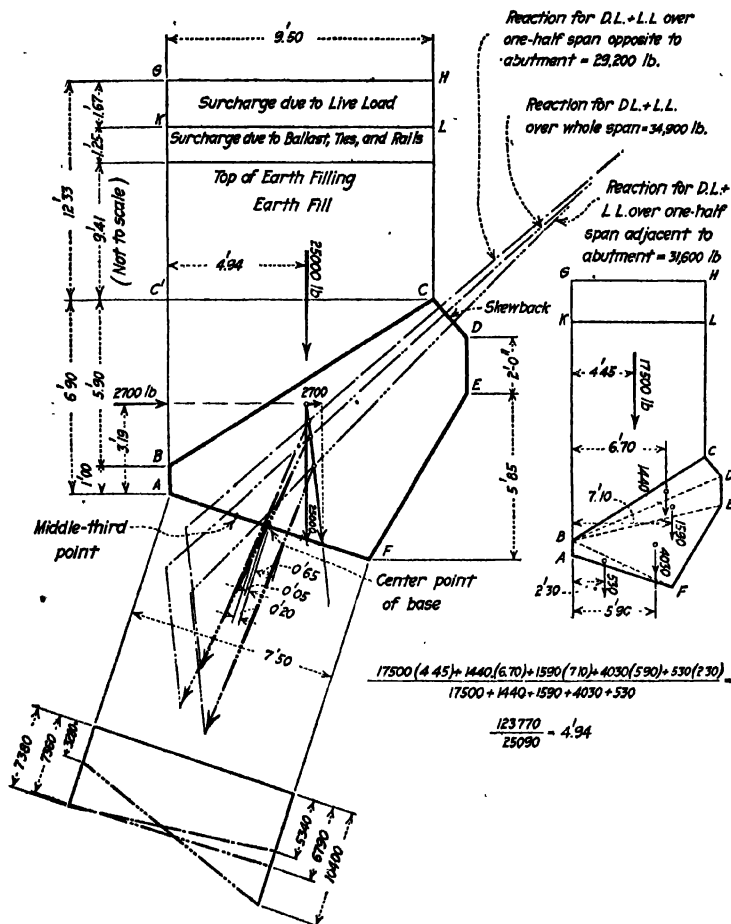 Reaction for D.L.+L.L over
one-half span opposite to
abutment = 29,200 lb.
9.'50
G
H
Surcharge due to Live Load
Reaction for D.L.+L.L.
over whole span = 34,900 lb.
K
L
Surcharge due to Ballast, Ties, and Rails
Top of Earth Filling
Earth Fill
1.'67
1.'25
12.'33
9.'41
(Not to scale)
Reaction for D.L.+
L.L. over one-half
span adjacent to
abutment = 31,600 lb.
4.'94
25000 lb
C'
C
Skewback
D
2'-0"
E
G
H
K
L
4.'45
17500 lb
6.'70
1440
C
D
E
7.'10
1590
4030
B
A
530
F
2.'30
5.'90
6.'90
5.'90
2700 lb
2700
3.'19
1.'00
B
A
5.'85
F
Middle-third
point
0.'65
0.'05
0.'20
Center point
of base
7.'50
17500(4.45)+1440(6.70)+1590(7.10)+4030(5.90)+530(2.30) =
17500+1440+1590+4030+530
123770 = 4.'94
25090
7380
7360
5340
6790
10400